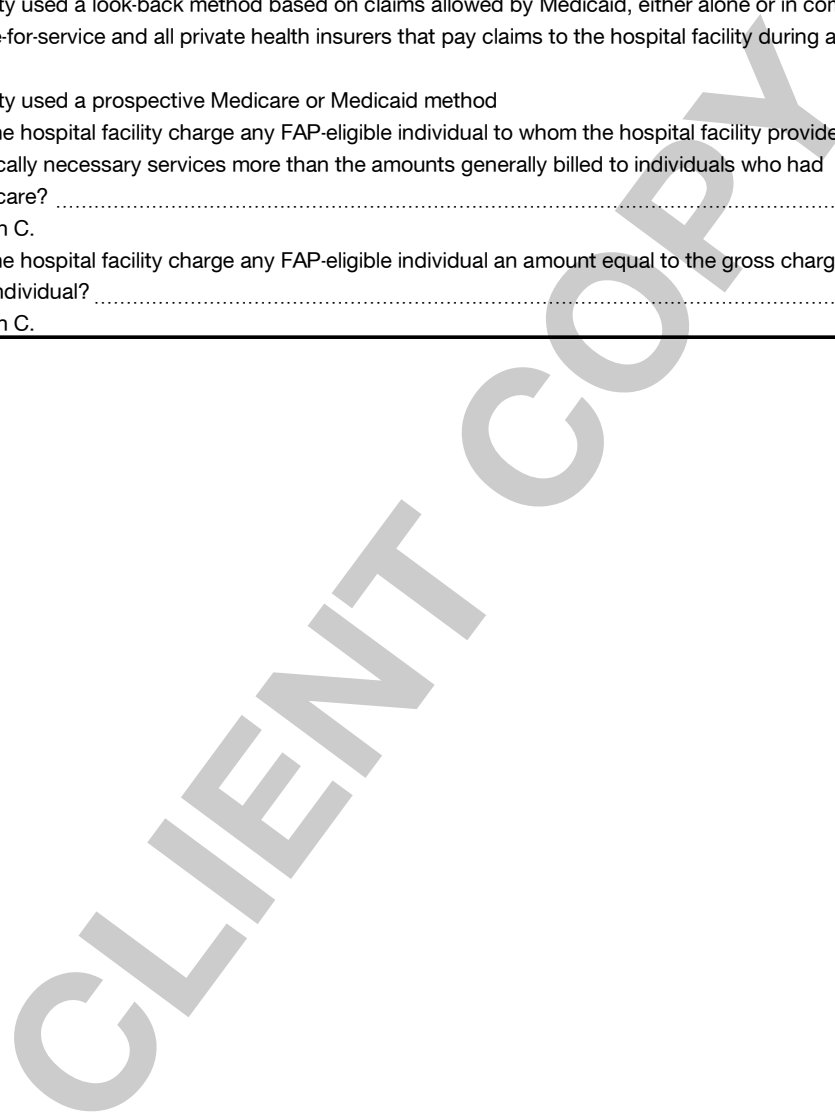 ty used a look-back method based on claims allowed by Medicaid, either alone or in com
-for-service and all private health insurers that pay claims to the hospital facility during a
ty used a prospective Medicare or Medicaid method
ne hospital facility charge any FAP-eligible individual to whom the hospital facility provide
cally necessary services more than the amounts generally billed to individuals who had
care?
n C.
ne hospital facility charge any FAP-eligible individual an amount equal to the gross charg
ndividual?
n C.
CLIENT COPY